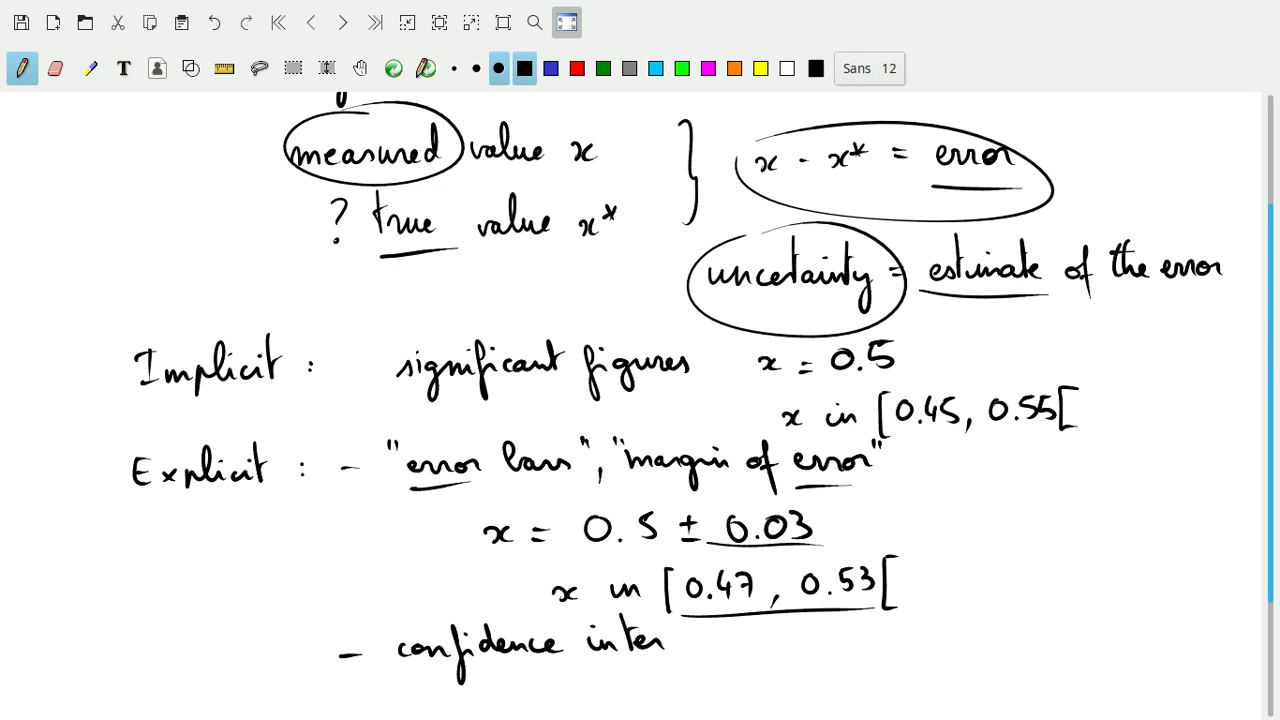 Sans 12
measured value x
x - x* = error
? true value x*
uncertainty = estimate of the error
Implicit : significant figures x = 0.5
x in [0.45, 0.55[
Explicit : - "error bars", "margin of error"
x = 0.5 ± 0.03
x in [0.47, 0.53[
- confidence inter